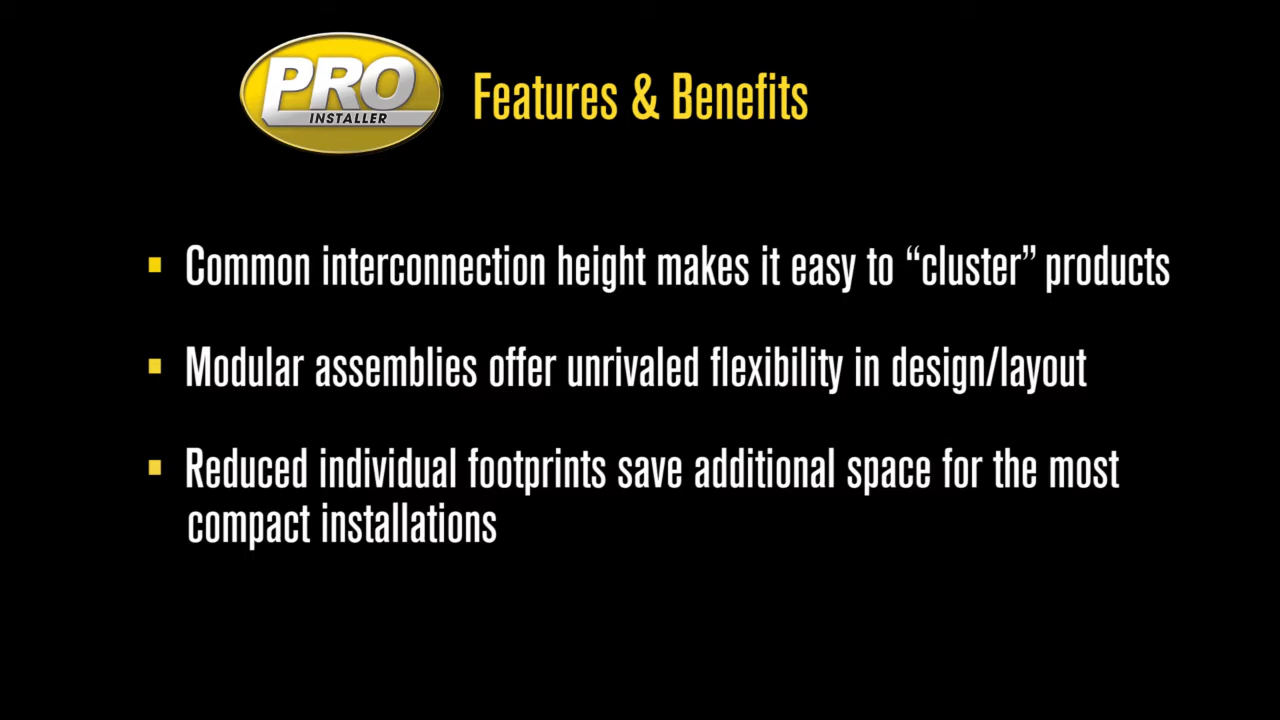 PRO
INSTALLER
Features & Benefits
▪ Common interconnection height makes it easy to “cluster” products
▪ Modular assemblies offer unrivaled flexibility in design/layout
▪ Reduced individual footprints save additional space for the most
compact installations